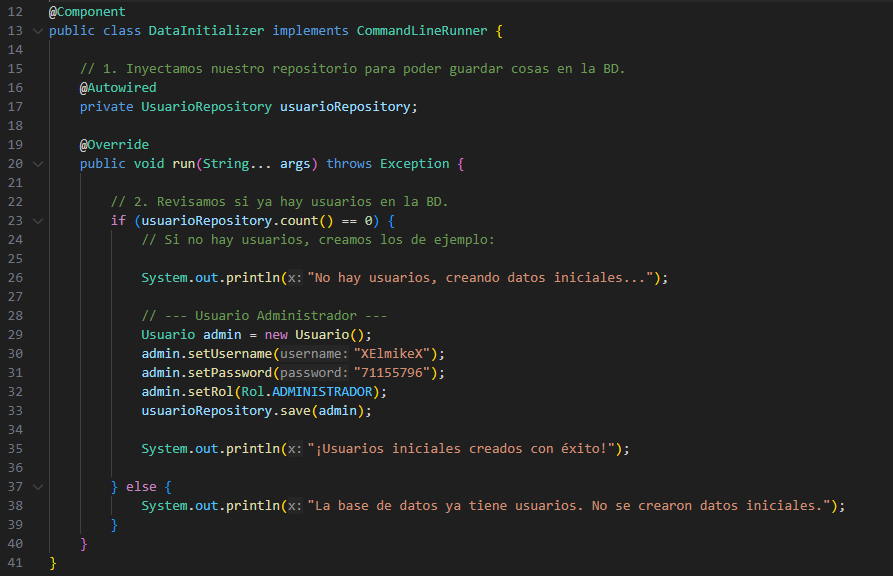 12 @Component
13 public class DataInitializer implements CommandLineRunner {
14
15 // 1. Inyectamos nuestro repositorio para poder guardar cosas en la BD.
16 @Autowired
17 private UsuarioRepository usuarioRepository;
18
19 @Override
20 public void run(String... args) throws Exception {
21
22 // 2. Revisamos si ya hay usuarios en la BD.
23 if (usuarioRepository.count() == 0) {
24 // Si no hay usuarios, creamos los de ejemplo:
25
26 System.out.println(x: "No hay usuarios, creando datos iniciales...");
27
28 // --- Usuario Administrador ---
29 Usuario admin = new Usuario();
30 admin.setUsername(username: "XElmikeX");
31 admin.setPassword(password: "71155796");
32 admin.setRol(Rol.ADMINISTRADOR);
33 usuarioRepository.save(admin);
34
35 System.out.println(x: "¡Usuarios iniciales creados con éxito!");
36
37 } else {
38 System.out.println(x: "La base de datos ya tiene usuarios. No se crearon datos iniciales.");
39 }
40 }
41 }